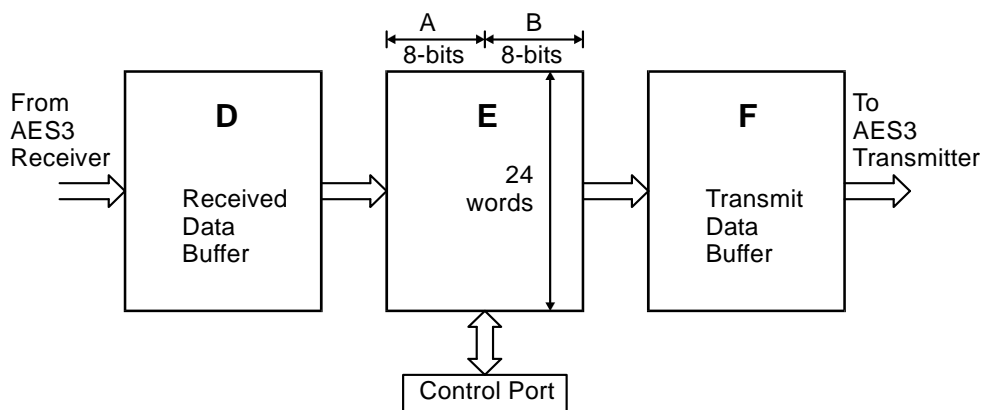 A
B
8-bits
8-bits
From
AES3
Receiver
D
Received
Data
Buffer
E
24
words
F
Transmit
Data
Buffer
To
AES3
Transmitter
Control Port